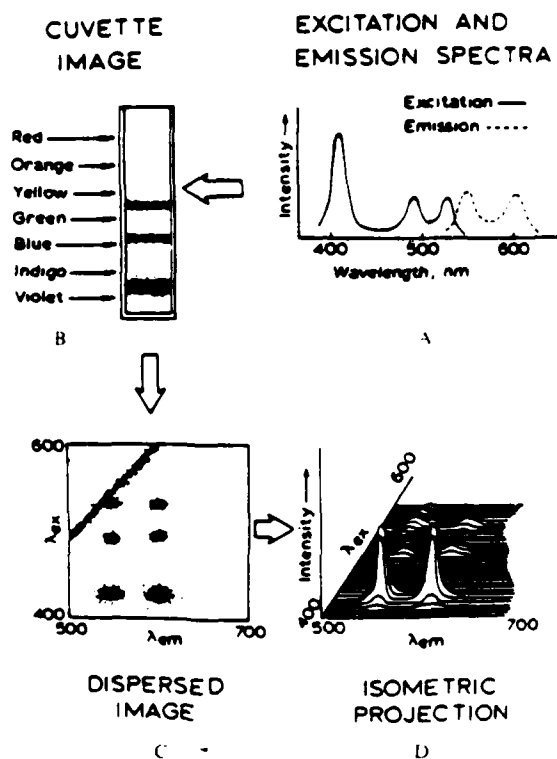 CUVETTE
IMAGE
EXCITATION AND
EMISSION SPECTRA
Red
Orange
Yellow
Green
Blue
Indigo
Violet
B
Excitation
Emission
Intensity
400 500 600
Wavelength, nm
A
600
λex
400
500 700
λem
DISPERSED
IMAGE
C
Intensity
600
λex
400
500 700
λem
ISOMETRIC
PROJECTION
D